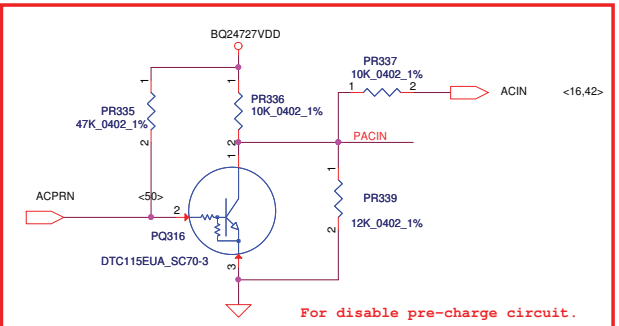 BQ24727VDD
PR337
10K_0402_1%
1 2
ACIN <16,42>
1 1
PR335
47K_0402_1%
PR336
10K_0402_1%
2 2
PACIN
1
1
ACPRN <50>
2
PR339
12K_0402_1%
PQ316
2
DTC115EUA_SC70-3
3
For disable pre-charge circuit.